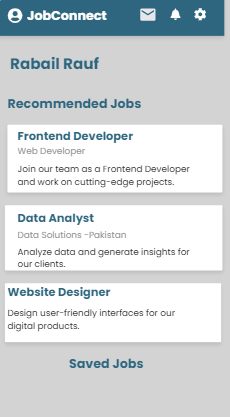 JobConnect
Rabail Rauf
Recommended Jobs
Frontend Developer
Web Developer
Join our team as a Frontend Developer
and work on cutting-edge projects.
Data Analyst
Data Solutions -Pakistan
Analyze data and generate insights for
our clients.
Website Designer
Design user-friendly interfaces for our
digital products.
Saved Jobs